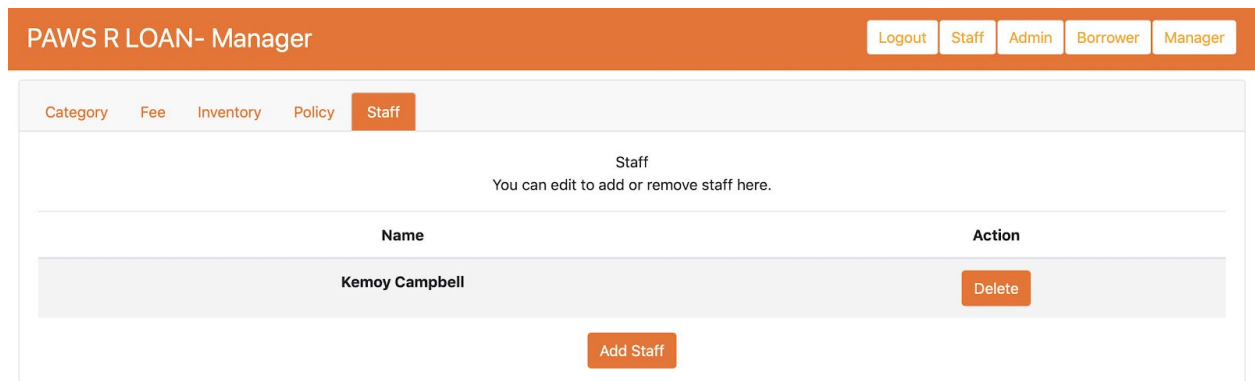 PAWS R LOAN- Manager
Logout Staff Admin Borrower Manager
Category Fee Inventory Policy Staff
Staff
You can edit to add or remove staff here.
Name Action
Kemoy Campbell Delete
Add Staff